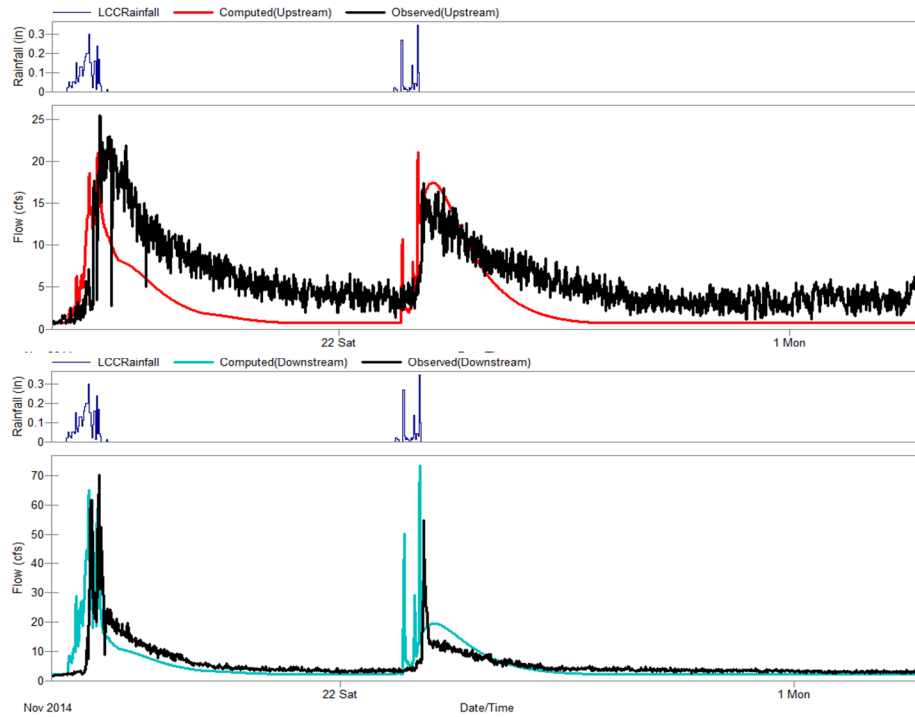 LCCRainfall Computed(Upstream) Observed(Upstream)
Rainfall (in)
0.3
0.2
0.1
0
Flow (cfs)
25
20
15
10
5
0
22 Sat 1 Mon
LCCRainfall Computed(Downstream) Observed(Downstream)
Rainfall (in)
0.3
0.2
0.1
0
Flow (cfs)
70
60
50
40
30
20
10
0
22 Sat 1 Mon
Nov 2014 Date/Time